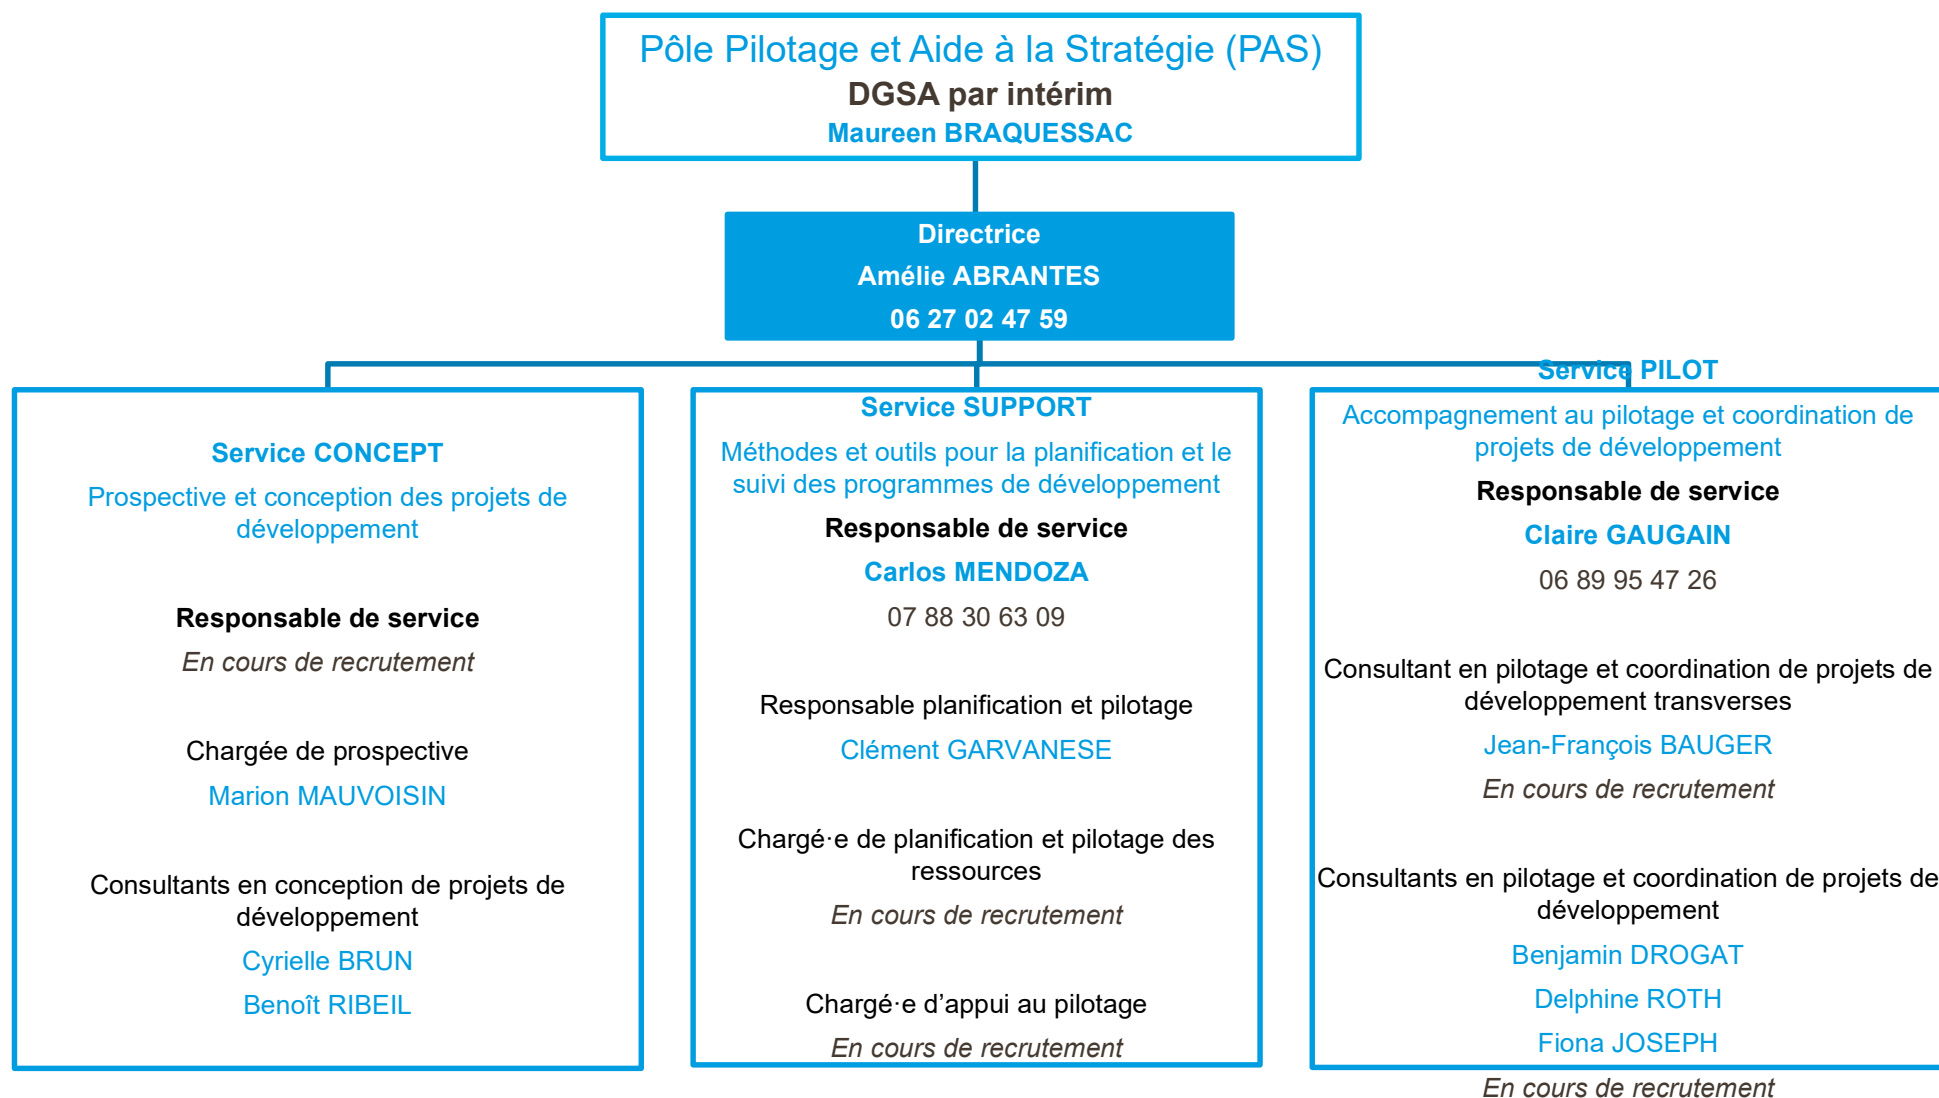 Pôle Pilotage et Aide à la Stratégie (PAS)
DGSA par intérim
Maureen BRAQUESSAC
Directrice
Amélie ABRANTES
06 27 02 47 59
Service CONCEPT
Prospective et conception des projets de
développement
Responsable de service
En cours de recrutement
Chargée de prospective
Marion MAUVOISIN
Consultants en conception de projets de
développement
Cyrielle BRUN
Benoît RIBEIL
Service SUPPORT
Méthodes et outils pour la planification et le
suivi des programmes de développement
Responsable de service
Carlos MENDOZA
07 88 30 63 09
Responsable planification et pilotage
Clément GARVANESE
Chargé·e de planification et pilotage des
ressources
En cours de recrutement
Chargé·e d’appui au pilotage
En cours de recrutement
Service PILOT
Accompagnement au pilotage et coordination de
projets de développement
Responsable de service
Claire GAUGAIN
06 89 95 47 26
Consultant en pilotage et coordination de projets de
développement transverses
Jean-François BAUGER
En cours de recrutement
Consultants en pilotage et coordination de projets de
développement
Benjamin DROGAT
Delphine ROTH
Fiona JOSEPH
En cours de recrutement